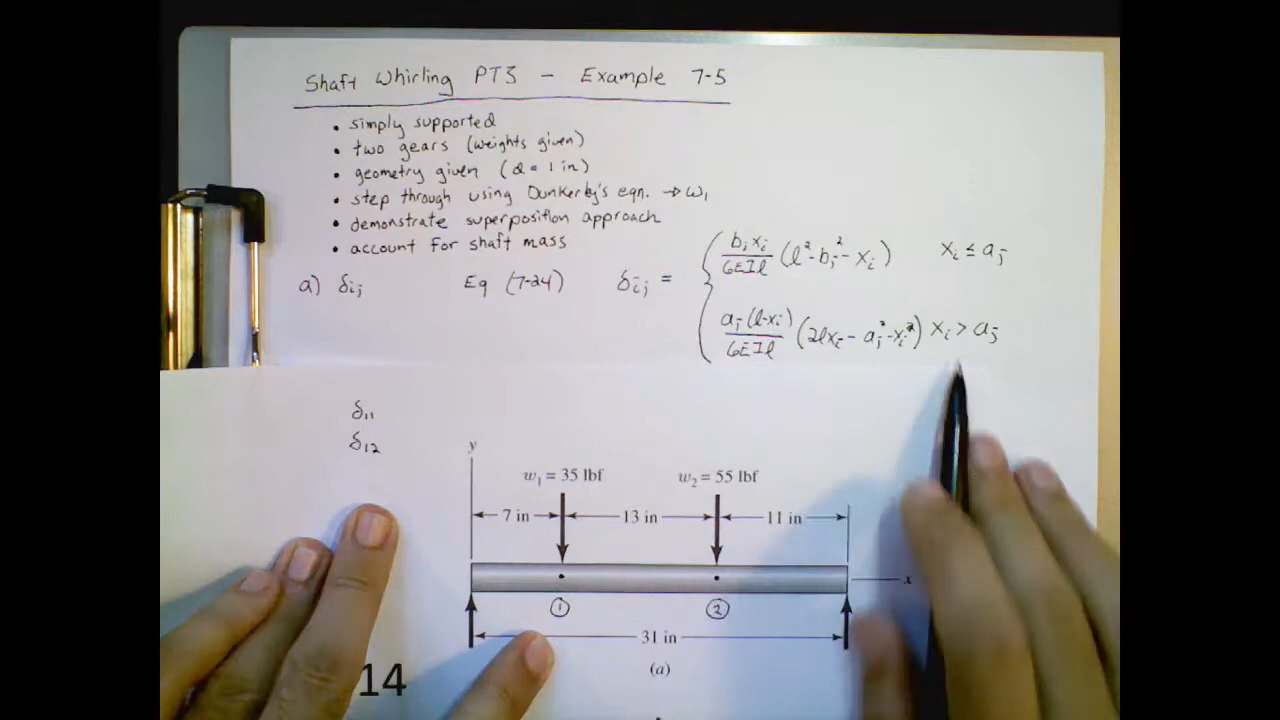 Shaft Whirling PT3 – Example 7-5
• simply supported
• two gears (weights given)
• geometry given (d = 1 in)
• step through using Dunkerly's eqn. → ω₁
• demonstrate superposition approach
• account for shaft mass
a) δij Eq (7-24) δij = { bj xi / 6EIl (l² - bj² - xi) xi ≤ aj
aj (l-xi) / 6EIl (2lxi - aj² - xi²) xi > aj
δ11
δ12
y
w₁ = 35 lbf w₂ = 55 lbf
7 in 13 in 11 in
x
① ②
31 in
(a)
14